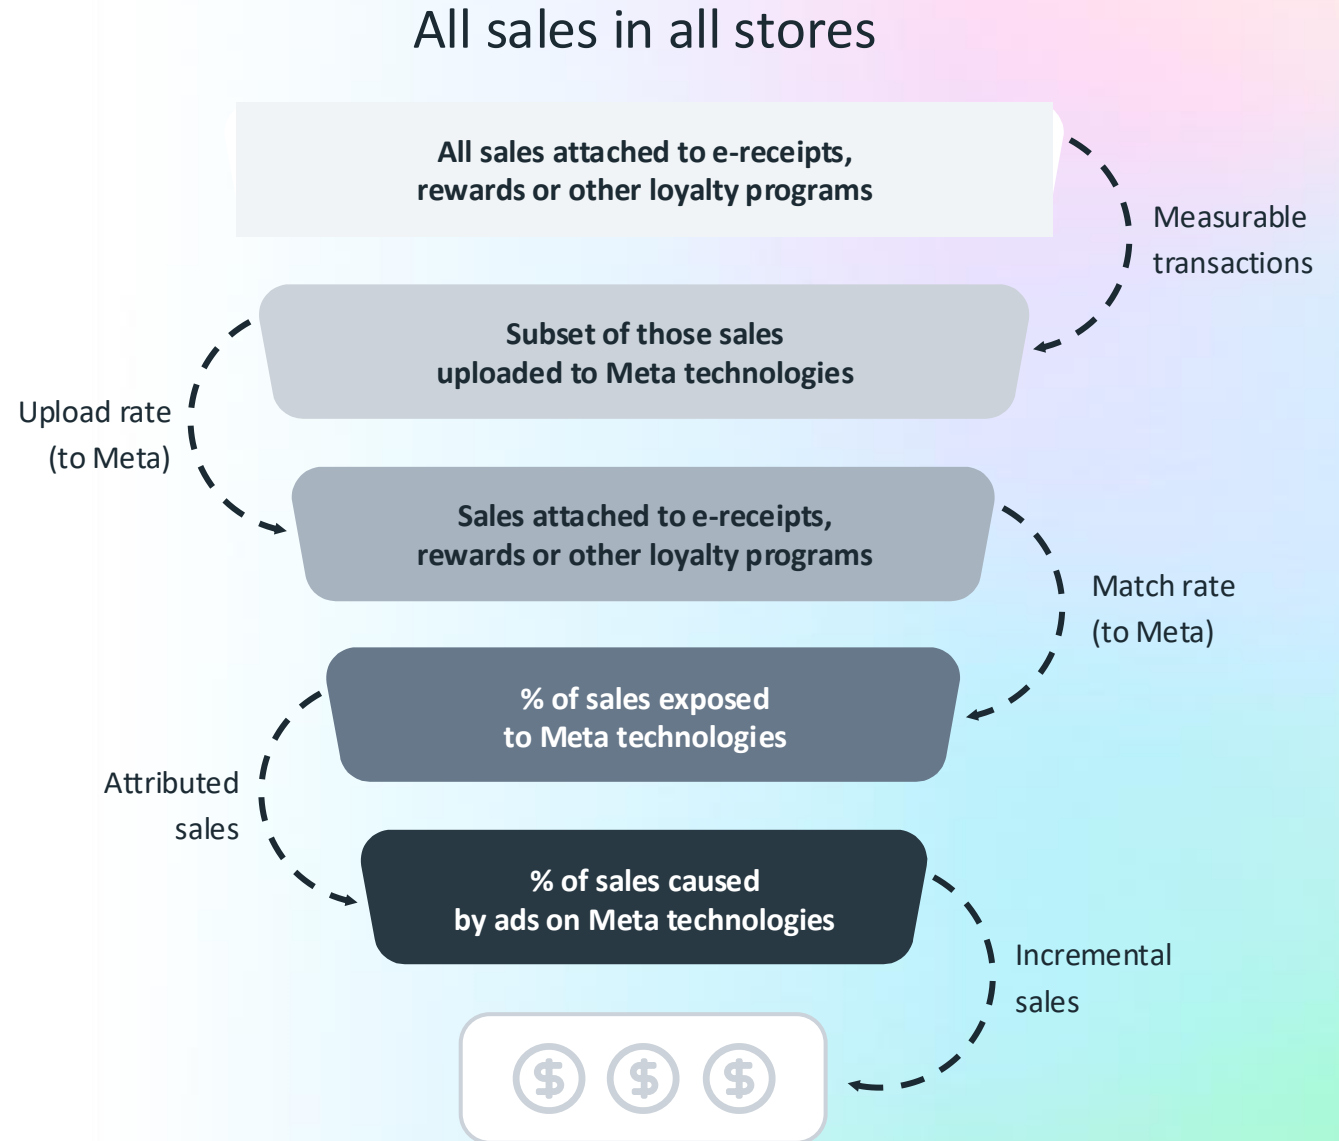 All sales in all stores
All sales attached to e-receipts,
rewards or other loyalty programs
Measurable
transactions
Subset of those sales
uploaded to Meta technologies
Upload rate
(to Meta)
Sales attached to e-receipts,
rewards or other loyalty programs
Match rate
(to Meta)
% of sales exposed
to Meta technologies
Attributed
sales
% of sales caused
by ads on Meta technologies
Incremental
sales
$ $ $